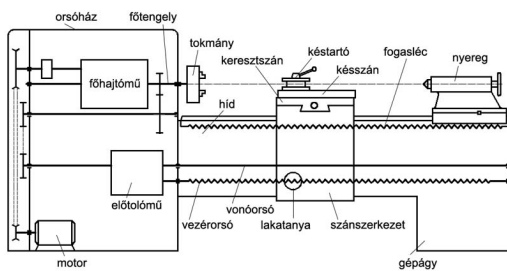 orsóház
főtengely
tokmány
késtartó
fogasléc
nyereg
keresztszán
késszán
főhajtómű
híd
előtolómű
vonóorsó
vezérorsó
lakatanya
szánszerkezet
motor
gépágy